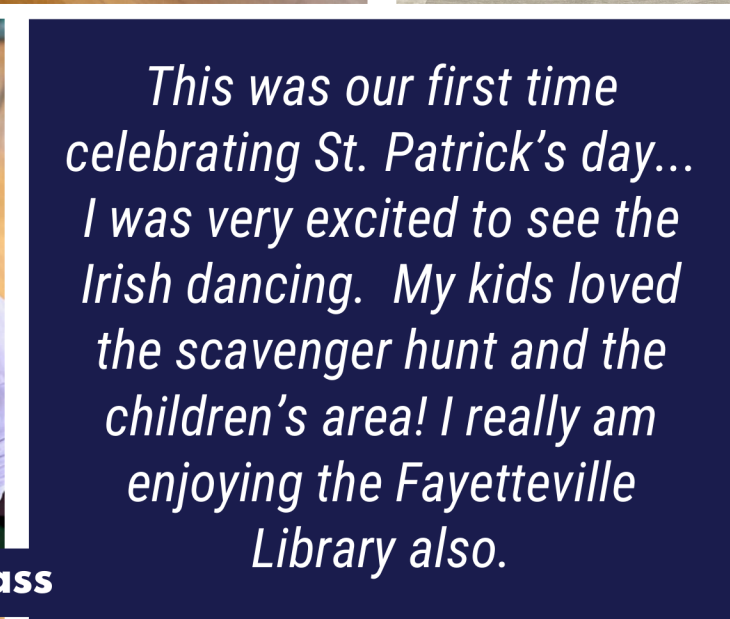 This was our first time
celebrating St. Patrick’s day...
I was very excited to see the
Irish dancing.  My kids loved
the scavenger hunt and the
children’s area! I really am
enjoying the Fayetteville
Library also.
ass